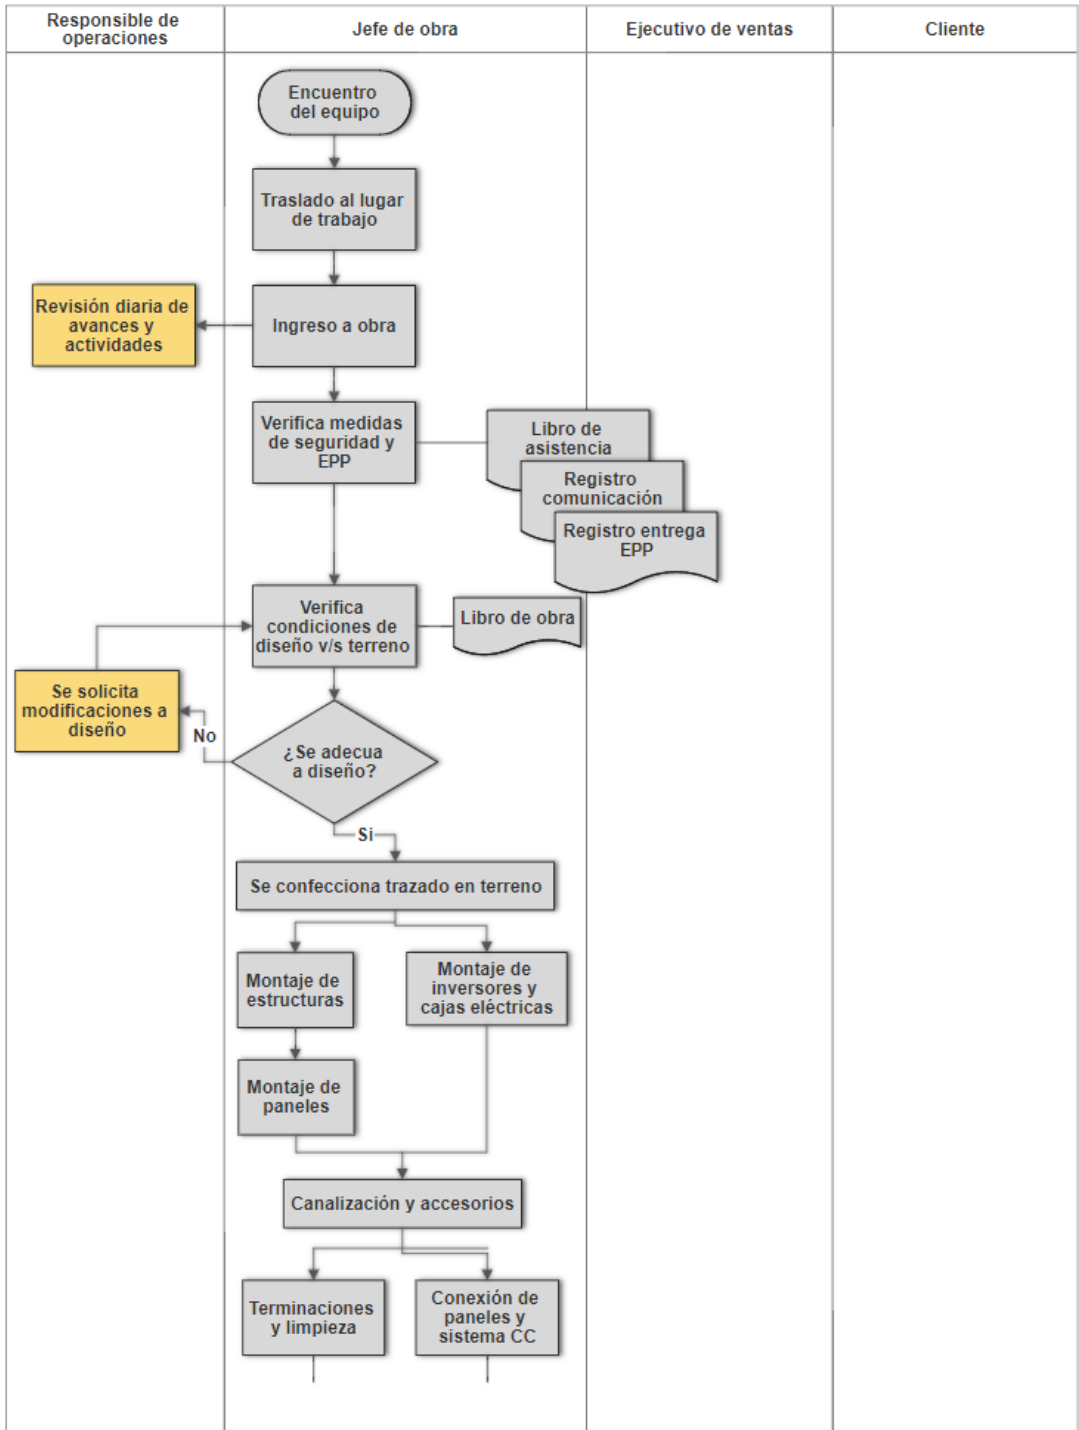 Responsible de
operaciones
Jefe de obra
Ejecutivo de ventas
Cliente
Encuentro
del equipo
Traslado al lugar
de trabajo
Revisión diaria de
avances y
actividades
Ingreso a obra
Verifica medidas
de seguridad y
EPP
Libro de
asistencia
Registro
comunicación
Registro entrega
EPP
Verifica
condiciones de
diseño v/s terreno
Libro de obra
Se solicita
modificaciones a
diseño
No
¿Se adecua
a diseño?
Si
Se confecciona trazado en terreno
Montaje de
estructuras
Montaje de
inversores y
cajas eléctricas
Montaje de
paneles
Canalización y accesorios
Terminaciones
y limpieza
Conexión de
paneles y
sistema CC